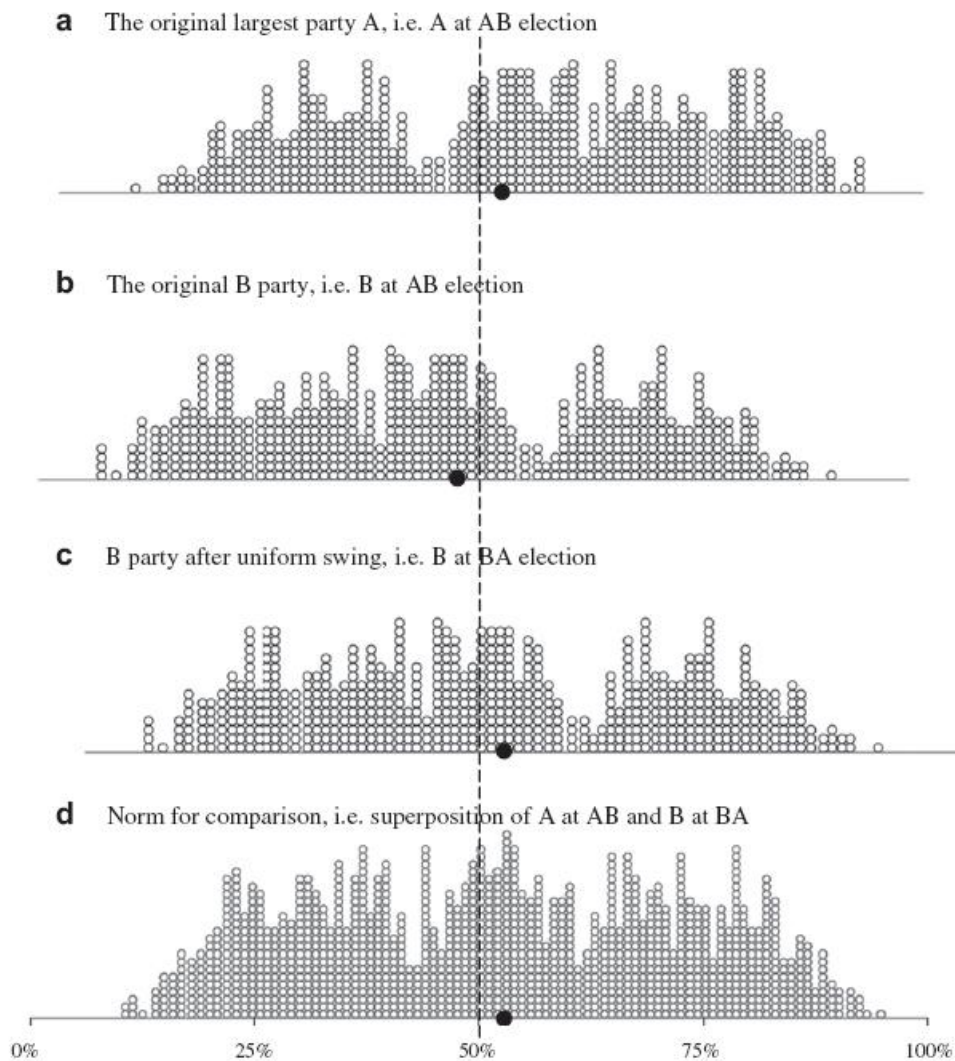 a The original largest party A, i.e. A at AB election
b The original B party, i.e. B at AB election
c B party after uniform swing, i.e. B at BA election
d Norm for comparison, i.e. superposition of A at AB and B at BA
0% 25% 50% 75% 100%